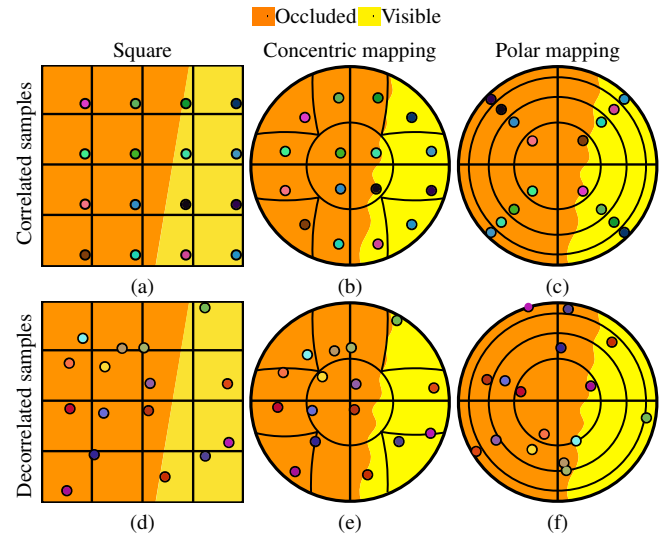 Occluded Visible
Square Concentric mapping Polar mapping
Correlated samples
(a) (b) (c)
Decorrelated samples
(d) (e) (f)